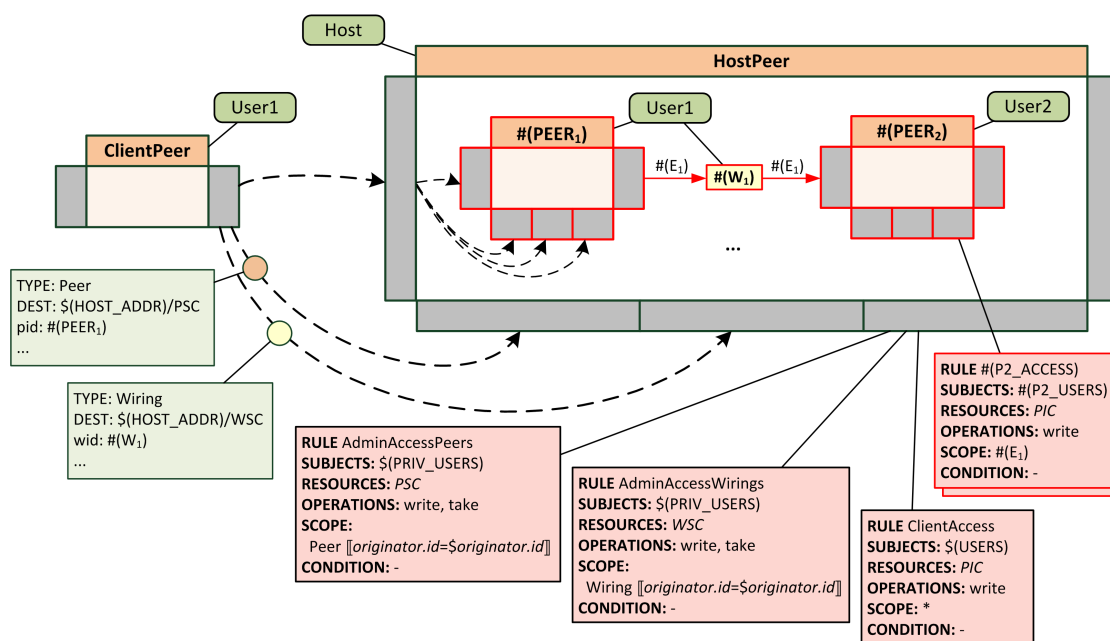 Host
HostPeer
User1
ClientPeer
User1
User2
#(PEER₁)
#(PEER₂)
#(E₁)
#(W₁)
#(E₁)
...
TYPE: Peer
DEST: $(HOST_ADDR)/PSC
pid: #(PEER₁)
...
TYPE: Wiring
DEST: $(HOST_ADDR)/WSC
wid: #(W₁)
...
RULE AdminAccessPeers
SUBJECTS: $(PRIV_USERS)
RESOURCES: PSC
OPERATIONS: write, take
SCOPE:
Peer ⟦originator.id=$originator.id⟧
CONDITION: -
RULE AdminAccessWirings
SUBJECTS: $(PRIV_USERS)
RESOURCES: WSC
OPERATIONS: write, take
SCOPE:
Wiring ⟦originator.id=$originator.id⟧
CONDITION: -
RULE ClientAccess
SUBJECTS: $(USERS)
RESOURCES: PIC
OPERATIONS: write
SCOPE: *
CONDITION: -
RULE #(P2_ACCESS)
SUBJECTS: #(P2_USERS)
RESOURCES: PIC
OPERATIONS: write
SCOPE: #(E₁)
CONDITION: -